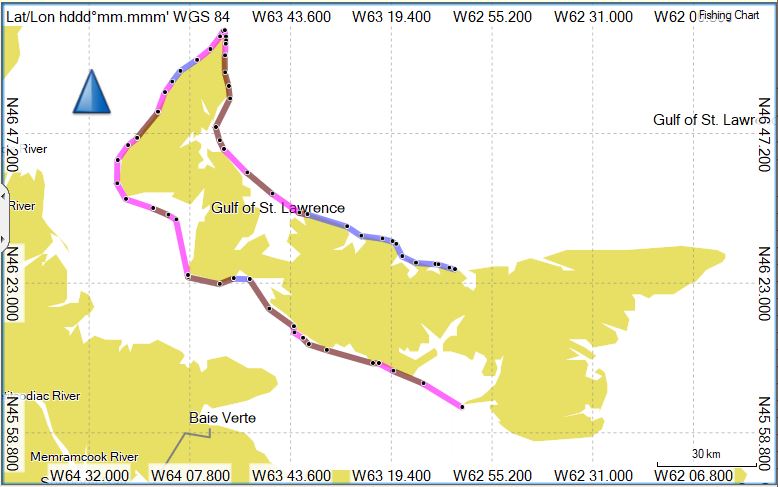 Lat/Lon hddd°mm.mmm' WGS 84
W63 43.600
W63 19.400
W62 55.200
W62 31.000
W62 0
Fishing Chart
N46 47.200
Gulf of St. Lawr
N46 47.200
River
River
Gulf of St. Lawrence
N46 23.000
N46 23.000
odiac River
Baie Verte
N45 58.800
N45 58.800
Memramcook River
30 km
S
W64 32.000
W64 07.800
W63 43.600
W63 19.400
W62 55.200
W62 31.000
W62 06.800